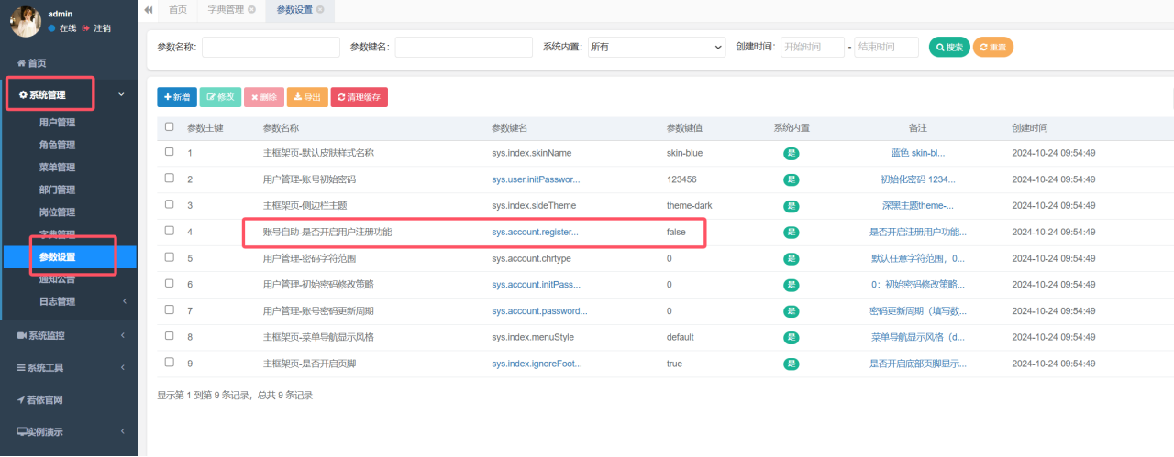 admin
在线 注销
首页
系统管理
用户管理
角色管理
菜单管理
部门管理
岗位管理
字典管理
参数设置
通知公告
日志管理
系统监控
系统工具
若依官网
实例演示
首页 字典管理 参数设置
参数名称: 参数键名: 系统内置: 所有 创建时间: 开始时间 - 结束时间 搜索 重置
新增 修改 删除 导出 清理缓存
参数主键 参数名称 参数键名 参数键值 系统内置 备注 创建时间
1 主框架页-默认皮肤样式名称 sys.index.skinName skin-blue 是 蓝色 skin-bl... 2024-10-24 09:54:49
2 用户管理-账号初始密码 sys.user.initPasswor... 123456 是 初始化密码 1234... 2024-10-24 09:54:49
3 主框架页-侧边栏主题 sys.index.sideTheme theme-dark 是 深黑主题theme-... 2024-10-24 09:54:49
4 账号自助-是否开启用户注册功能 sys.account.register... false 是 是否开启注册用户功能... 2024-10-24 09:54:49
5 用户管理-密码字符范围 sys.account.chrtype 0 是 默认任意字符范围，0... 2024-10-24 09:54:49
6 用户管理-初始密码修改策略 sys.account.initPass... 0 是 0：初始密码修改策略... 2024-10-24 09:54:49
7 用户管理-账号密码更新周期 sys.account.password... 0 是 密码更新周期（填写数... 2024-10-24 09:54:49
8 主框架页-菜单导航显示风格 sys.index.menuStyle default 是 菜单导航显示风格（d... 2024-10-24 09:54:49
9 主框架页-是否开启页脚 sys.index.ignoreFoot... true 是 是否开启底部页脚显示... 2024-10-24 09:54:49
显示第 1 到第 9 条记录，总共 9 条记录